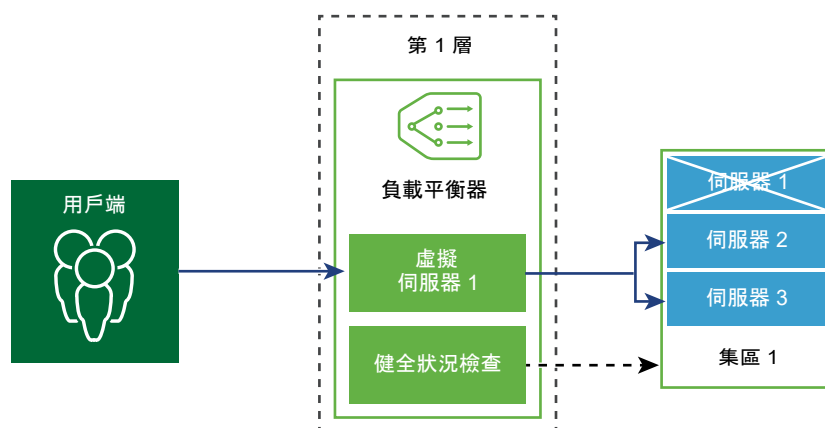 第 1 層
負載平衡器
用戶端
虛擬
伺服器 1
健全狀況檢查
伺服器 1
伺服器 2
伺服器 3
集區 1